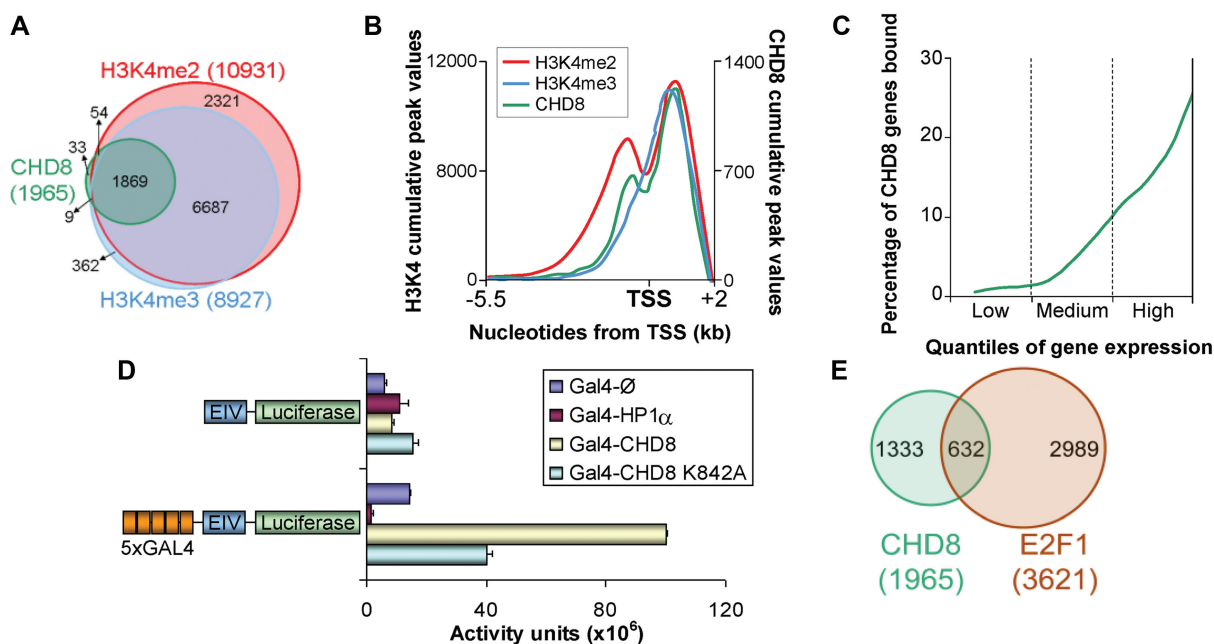 A
H3K4me2 (10931)
2321
54
33
CHD8
(1965)
1869
6687
9
362
H3K4me3 (8927)
B
H3K4 cumulative peak values
12000
8000
0
H3K4me2
H3K4me3
CHD8
1400
700
0
CHD8 cumulative peak values
-5.5
TSS
+2
Nucleotides from TSS (kb)
C
Percentage of CHD8 genes bound
30
20
10
0
Low
Medium
High
Quantiles of gene expression
D
EIV
Luciferase
5xGAL4
EIV
Luciferase
Gal4-Ø
Gal4-HP1α
Gal4-CHD8
Gal4-CHD8 K842A
0
40
80
120
Activity units (x10⁶)
E
1333
632
2989
CHD8
(1965)
E2F1
(3621)